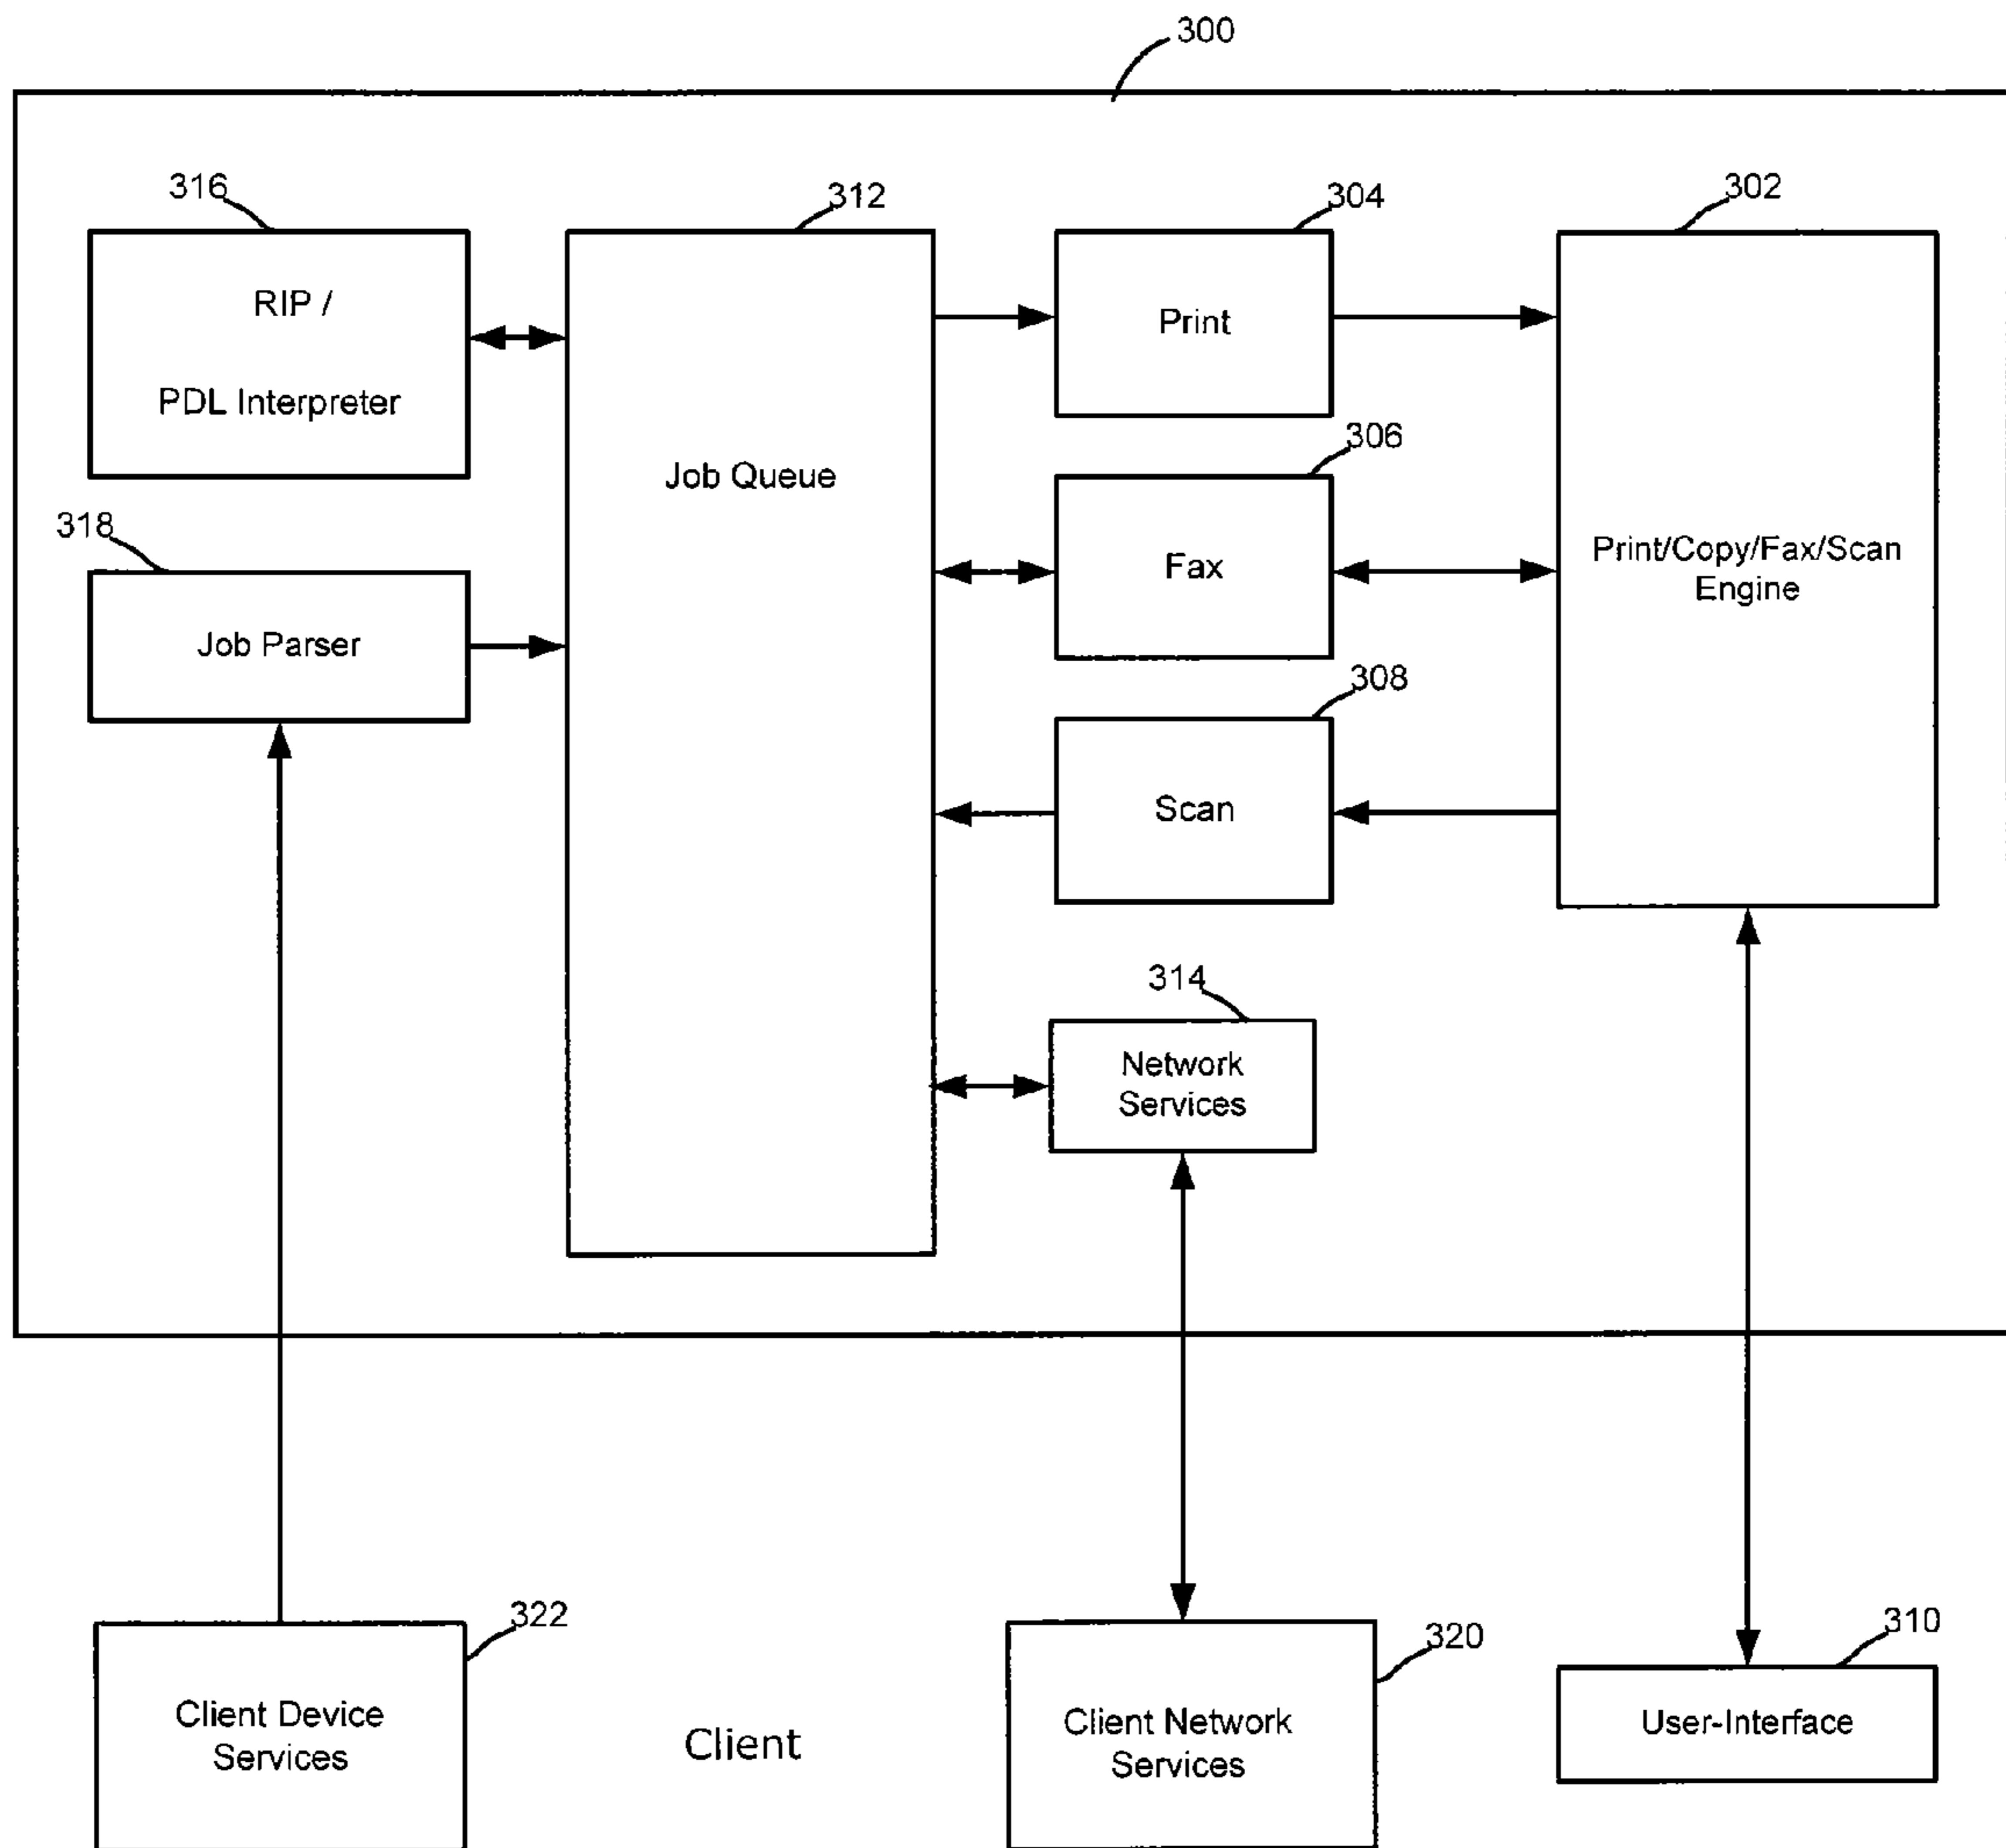 300
316
312
304
302
RIP /
PDL Interpreter
Job Queue
Print
Print/Copy/Fax/Scan
Engine
306
Fax
318
Job Parser
308
Scan
314
Network
Services
322
Client Device
Services
Client
320
Client Network
Services
310
User-Interface